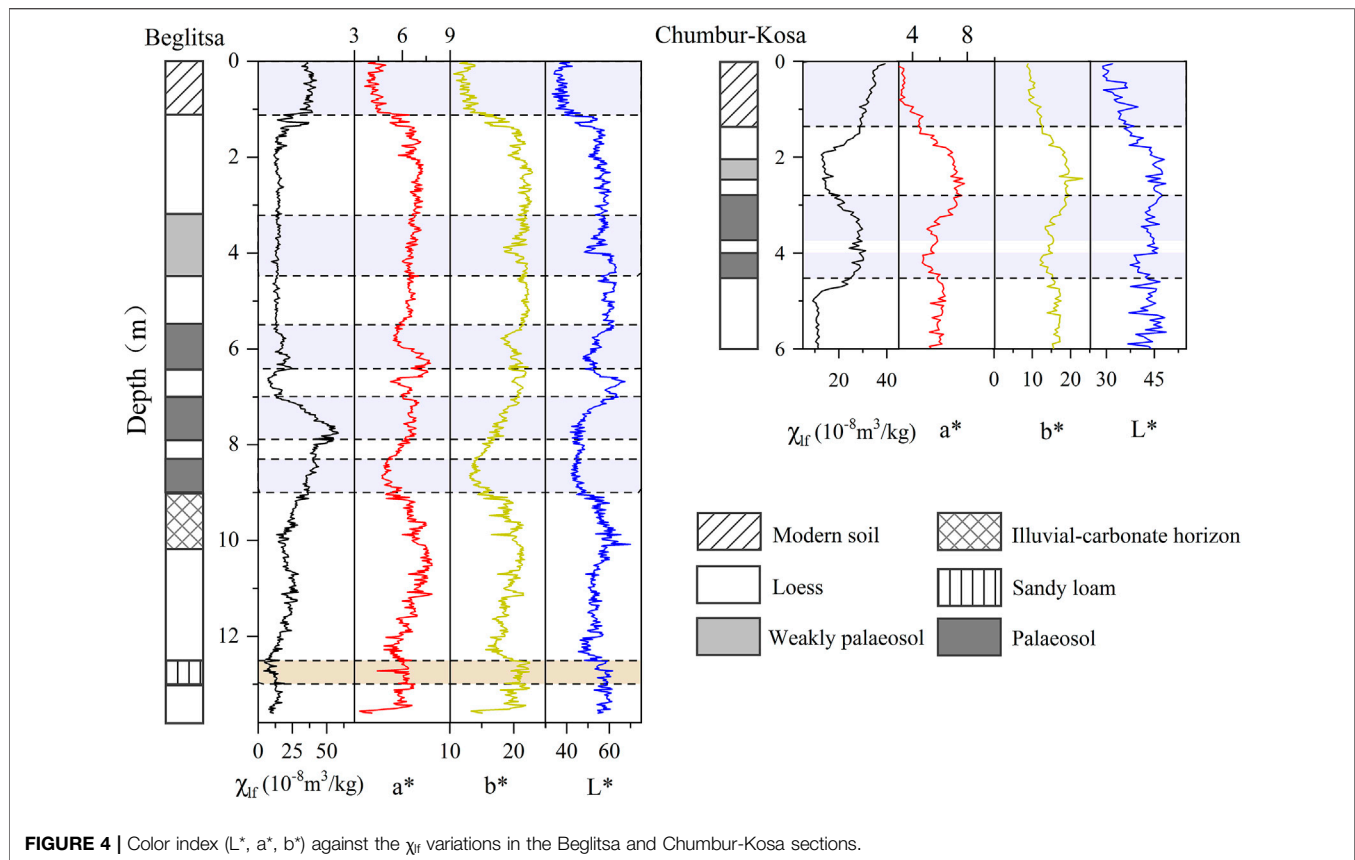 Beglitsa
3 6 9
Chumbur-Kosa
4 8
0
2
4
6
8
10
12
Depth (m)
0
2
4
6
0 25 50
10 20
40 60
χlf (10-8m3/kg) a* b* L*
20 40
0 10 20
30 45
χlf (10-8m3/kg) a* b* L*
Modern soil
Illuvial-carbonate horizon
Loess
Sandy loam
Weakly palaeosol
Palaeosol
FIGURE 4 | Color index (L*, a*, b*) against the χlf variations in the Beglitsa and Chumbur-Kosa sections.